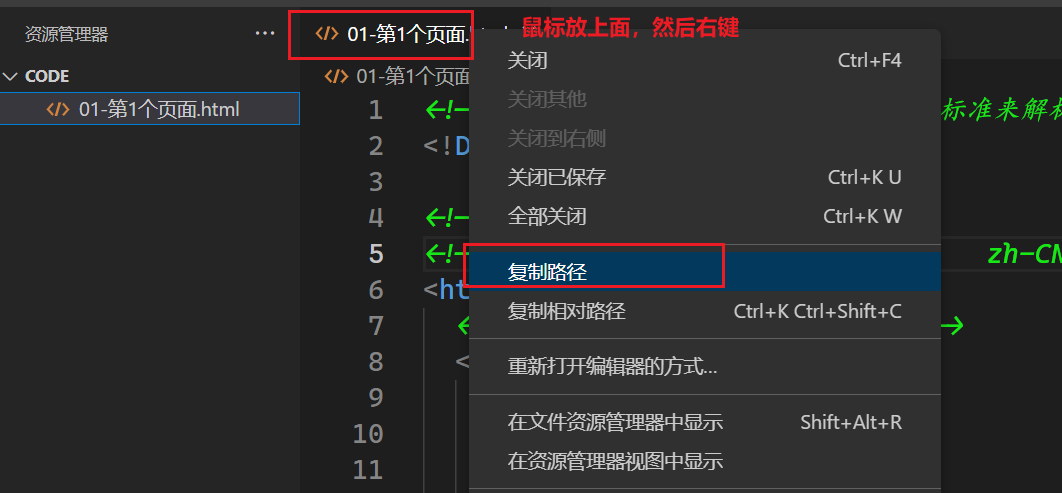 资源管理器 ...
01-第1个页面.
鼠标放上面，然后右键
CODE
01-第1个页面.html
01-第1个页面
关闭 Ctrl+F4
关闭其他
关闭到右侧
关闭已保存 Ctrl+K U
全部关闭 Ctrl+K W
复制路径
复制相对路径 Ctrl+K Ctrl+Shift+C
重新打开编辑器的方式...
在文件资源管理器中显示 Shift+Alt+R
在资源管理器视图中显示
1 <!— 标准来解
2 <!D
3
4 <!—
5 <!— zh-CN
6 <ht
7 <
8 <
9
10
11